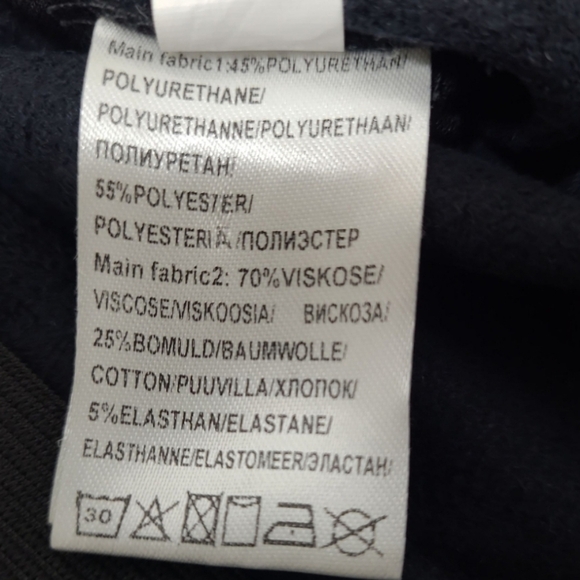 Main fabric1:45%POLYURETHAN/
POLYURETHANE/
POLYURETHANNE/POLYURETHAAN/
ПОЛИУРЕТАН/
55%POLYESTER/
POLYESTERI /ПОЛИЭСТЕР
Main fabric2: 70%VISKOSE/
VISCOSE/VISKOOSIA/ ВИСКОЗА/
25%BOMULD/BAUMWOLLE/
COTTON/PUUVILLA/ХЛОПОК/
5%ELASTHAN/ELASTANE/
ELASTHANNE/ELASTOMEER/ЭЛАСТАН/
30